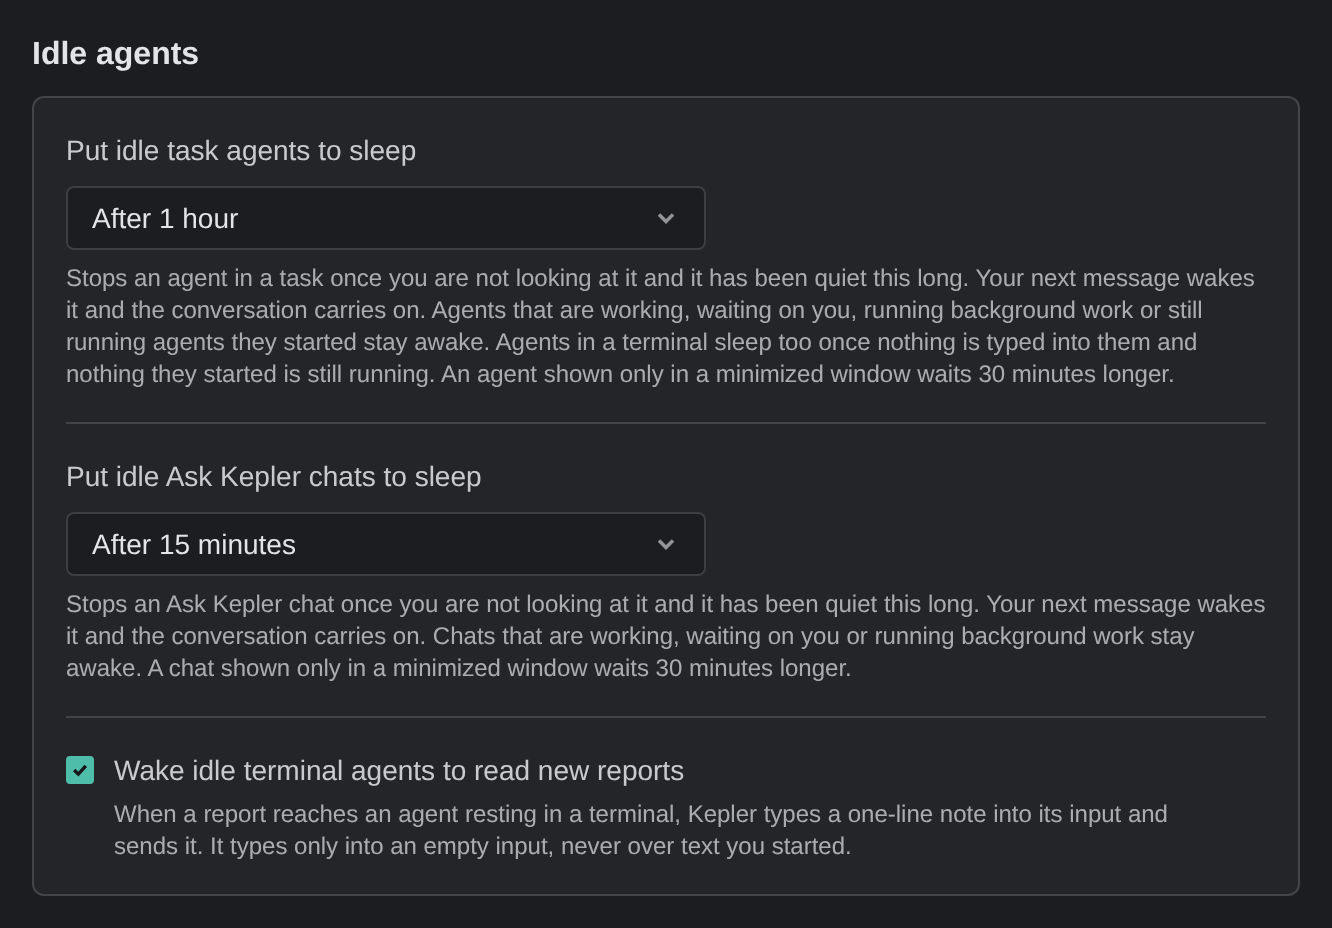 Idle agents
Put idle task agents to sleep
After 1 hour
Stops an agent in a task once you are not looking at it and it has been quiet this long. Your next message wakes
it and the conversation carries on. Agents that are working, waiting on you, running background work or still
running agents they started stay awake. Agents in a terminal sleep too once nothing is typed into them and
nothing they started is still running. An agent shown only in a minimized window waits 30 minutes longer.
Put idle Ask Kepler chats to sleep
After 15 minutes
Stops an Ask Kepler chat once you are not looking at it and it has been quiet this long. Your next message wakes
it and the conversation carries on. Chats that are working, waiting on you or running background work stay
awake. A chat shown only in a minimized window waits 30 minutes longer.
Wake idle terminal agents to read new reports
When a report reaches an agent resting in a terminal, Kepler types a one-line note into its input and
sends it. It types only into an empty input, never over text you started.